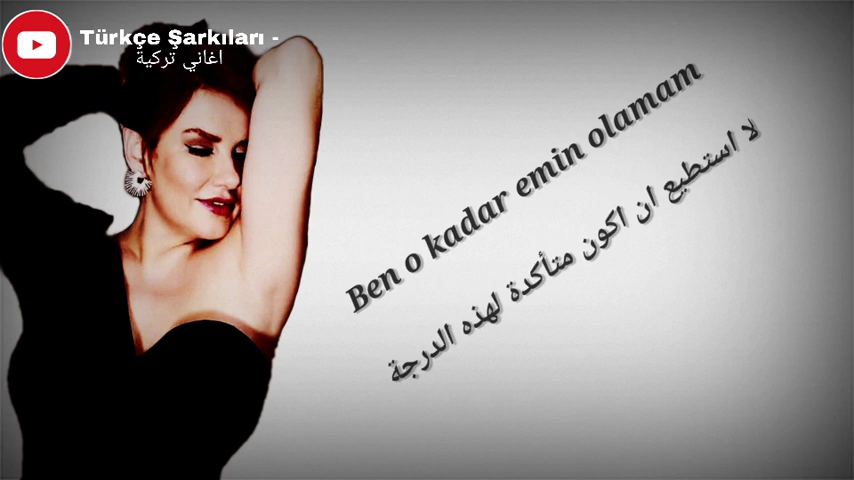 Türkçe Şarkıları -
اغاني تركية
Ben o kadar emin olamam
لا استطيع ان اكون متأكدة لهذه الدرجة